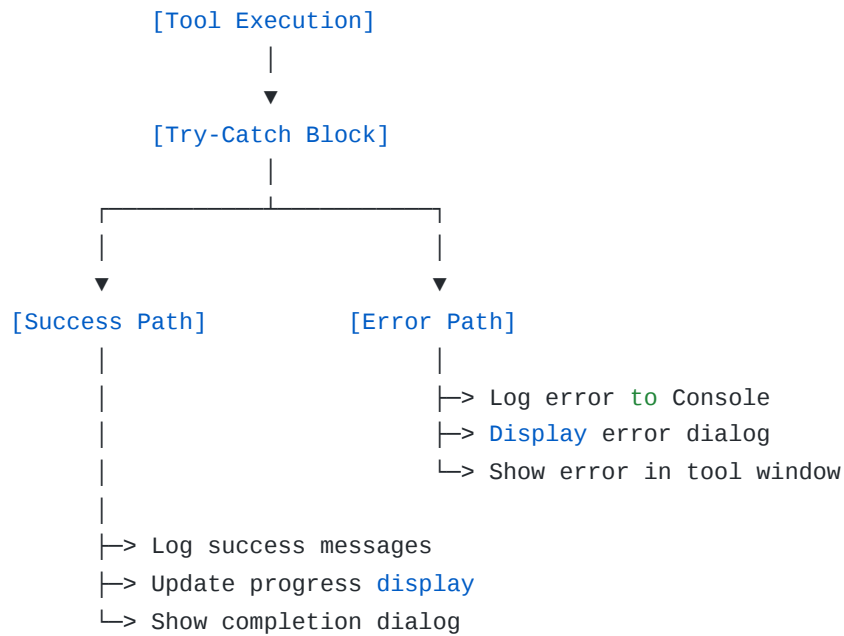 [Tool Execution]
[Try-Catch Block]
[Success Path] [Error Path]
Log error to Console
Display error dialog
Show error in tool window
Log success messages
Update progress display
Show completion dialog